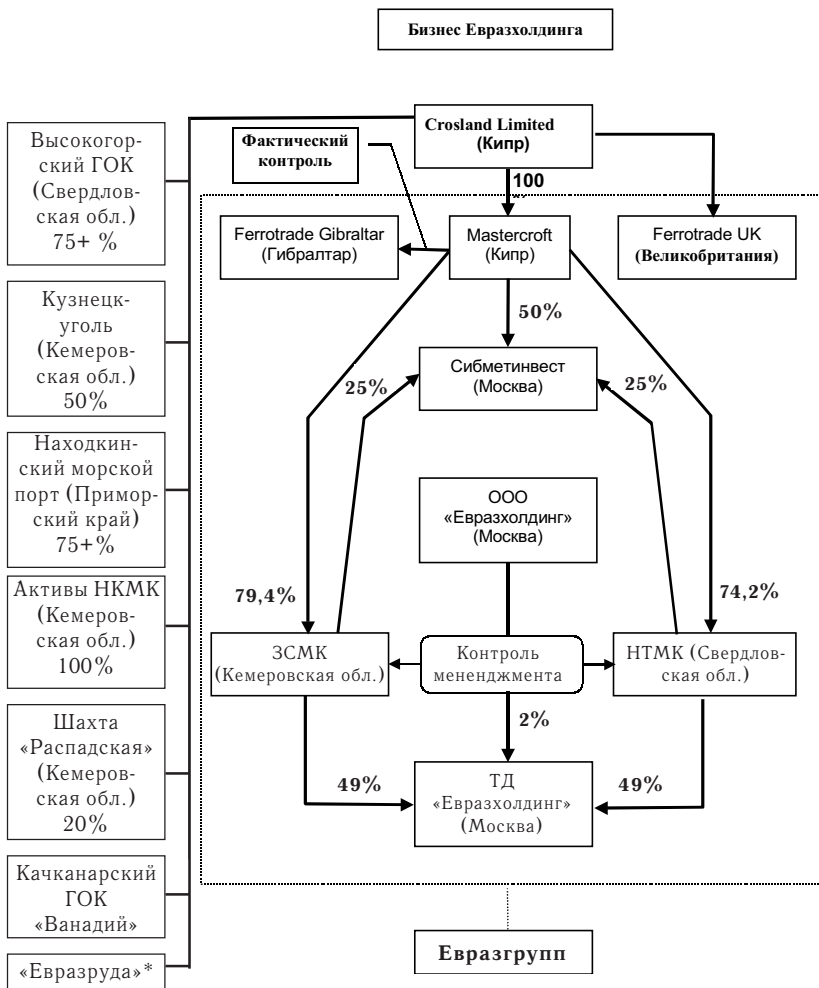 Бизнес Евразхолдинга
Crosland Limited
(Кипр)
Фактический
контроль
100
Высокогор-
ский ГОК
(Свердлов-
ская обл.)
75+ %
Ferrotrade Gibraltar
(Гибралтар)
Mastercroft
(Кипр)
Ferrotrade UK
(Великобритания)
50%
Кузнецк-
уголь
(Кемеров-
ская обл.)
50%
Сибметинвест
(Москва)
25%
25%
Находкин-
ский морской
порт (Примор-
ский край)
75+%
ООО
«Евразхолдинг»
(Москва)
Активы НКМК
(Кемеров-
ская обл.)
100%
79,4%
74,2%
ЗСМК
(Кемеровская обл.)
Контроль
мененджмента
НТМК (Свердлов-
ская обл.)
2%
Шахта
«Распадская»
(Кемеров-
ская обл.)
20%
49%
ТД
«Евразхолдинг»
(Москва)
49%
Качканарский
ГОК
«Ванадий»
Евразгрупп
«Евразруда»*